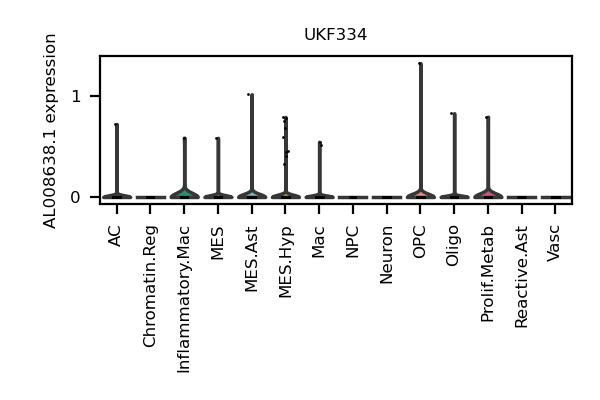 UKF334
AL008638.1 expression
1
0
AC
Chromatin.Reg
Inflammatory.Mac
MES
MES.Ast
MES.Hyp
Mac
NPC
Neuron
OPC
Oligo
Prolif.Metab
Reactive.Ast
Vasc